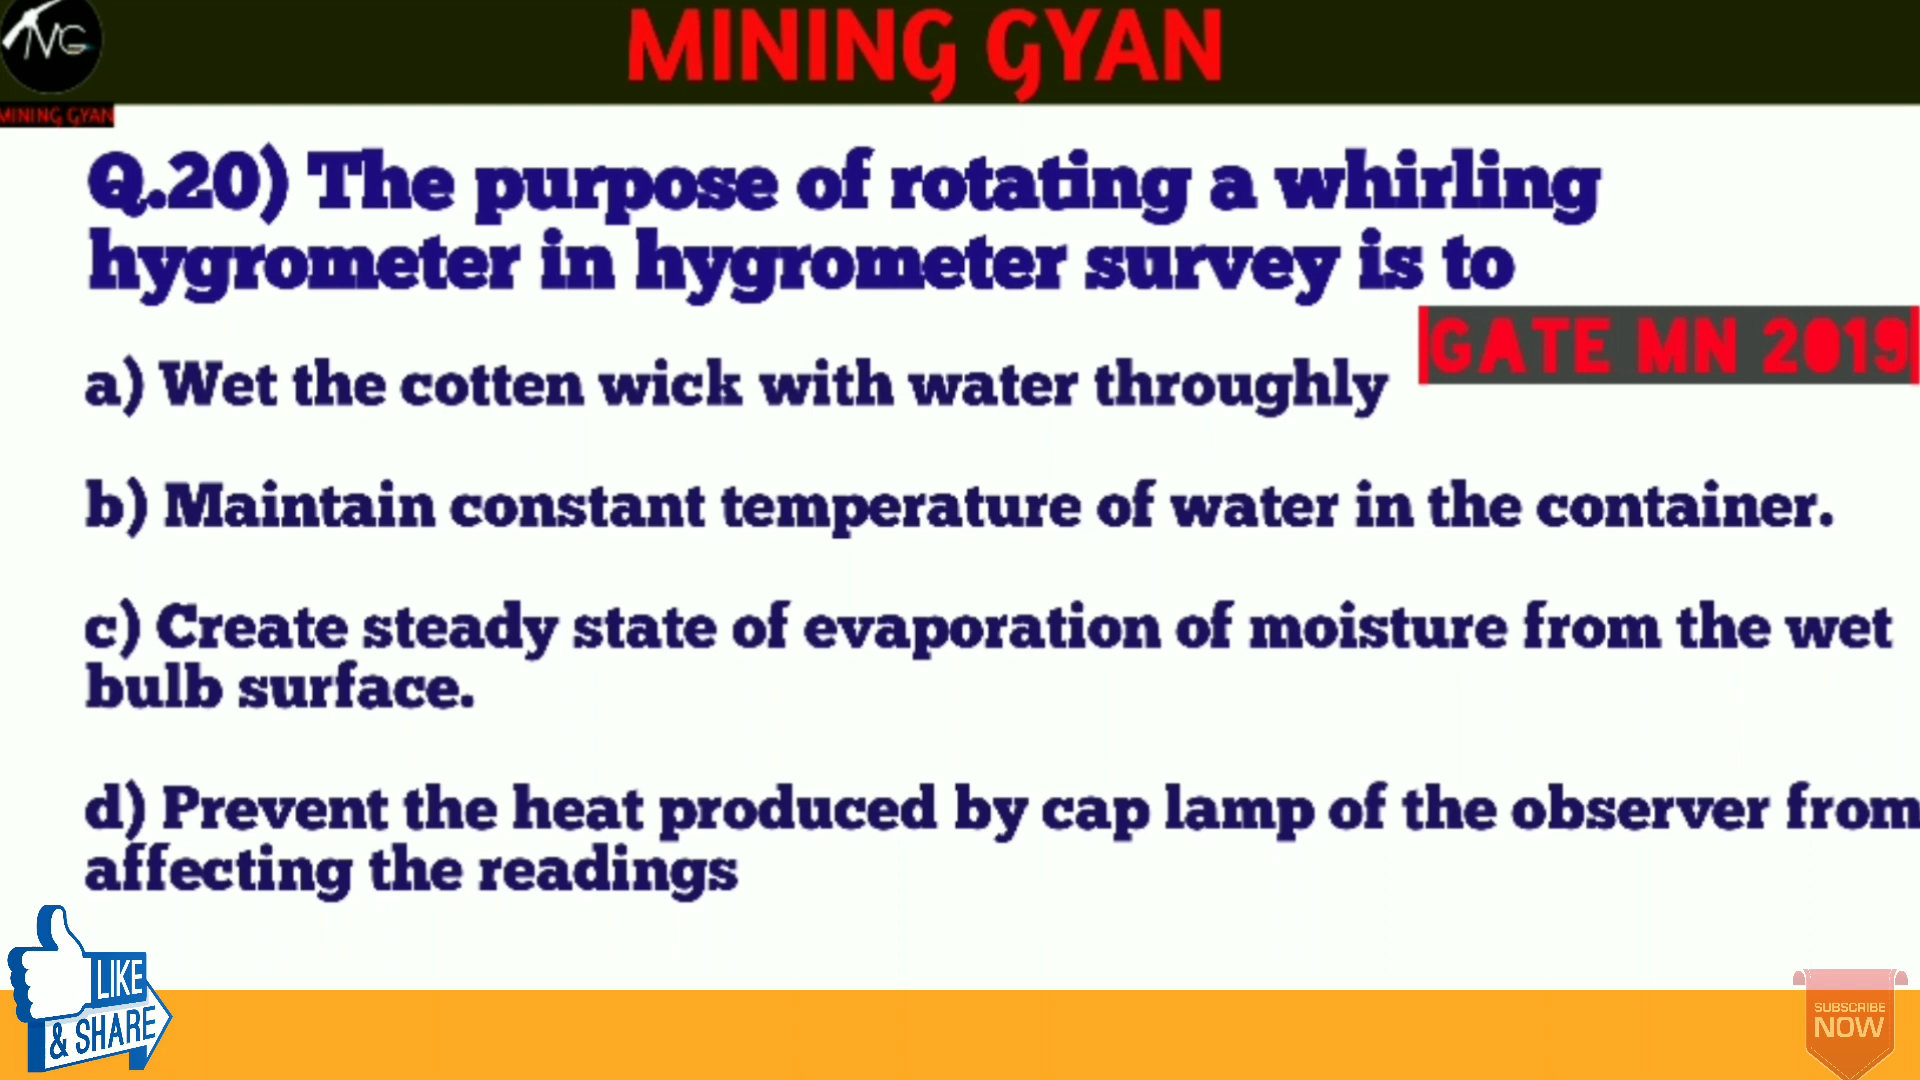 MG
MINING GYAN
MINING GYAN
Q.20) The purpose of rotating a whirling
hygrometer in hygrometer survey is to
GATE MN 2019
a) Wet the cotten wick with water throughly
b) Maintain constant temperature of water in the container.
c) Create steady state of evaporation of moisture from the wet
bulb surface.
d) Prevent the heat produced by cap lamp of the observer from
affecting the readings
LIKE
& SHARE
SUBSCRIBE
NOW